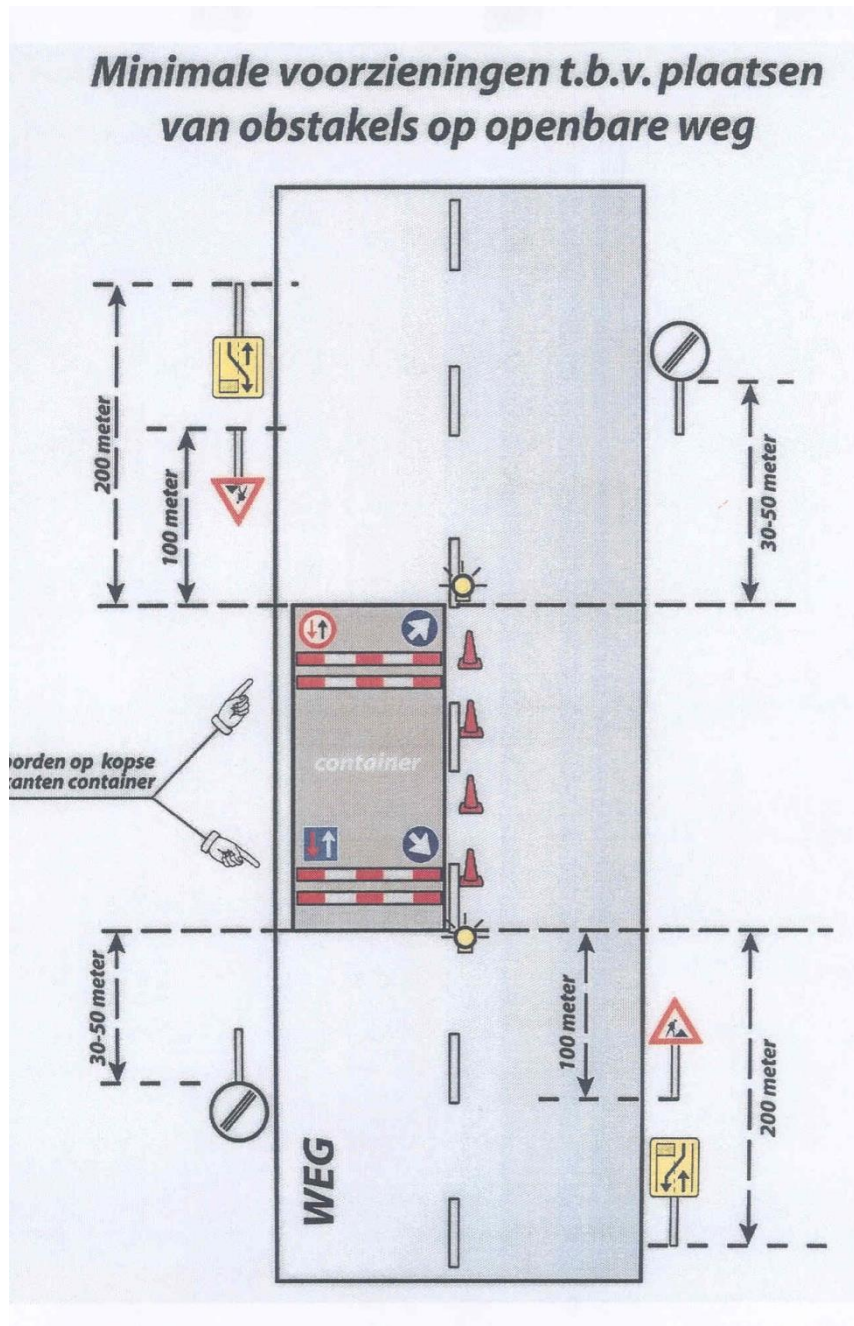 Minimale voorzieningen t.b.v. plaatsen
van obstakels op openbare weg
200 meter
100 meter
30-50 meter
orden op kopse
anten container
container
30-50 meter
100 meter
200 meter
WEG